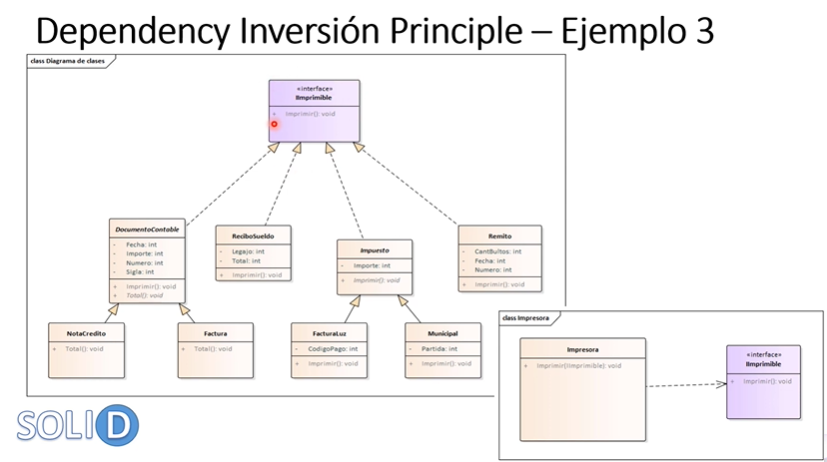 Dependency Inversión Principle – Ejemplo 3
class Diagrama de clases
«interface»
IImprimible
+ Imprimir(): void
DocumentoContable
- Fecha: int
- Importe: int
- Numero: int
- Sigla: int
+ Imprimir(): void
+ Total(): void
ReciboSueldo
- Legajo: int
- Total: int
+ Imprimir(): void
Impuesto
- Importe: int
+ Imprimir(): void
Remito
- CantBultos: int
- Fecha: int
- Numero: int
+ Imprimir(): void
NotaCredito
+ Total(): void
Factura
+ Total(): void
FacturaLuz
- CodigoPago: int
+ Imprimir(): void
Municipal
- Partida: int
+ Imprimir(): void
class Impresora
Impresora
+ Imprimir(IImprimible): void
«interface»
IImprimible
+ Imprimir(): void
SOLID